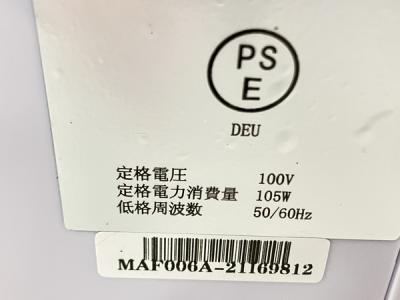 PS
E
DEU
定格電圧 100V
定格電力消費量 105W
低格周波数 50/60Hz
MAF006A-21I69812